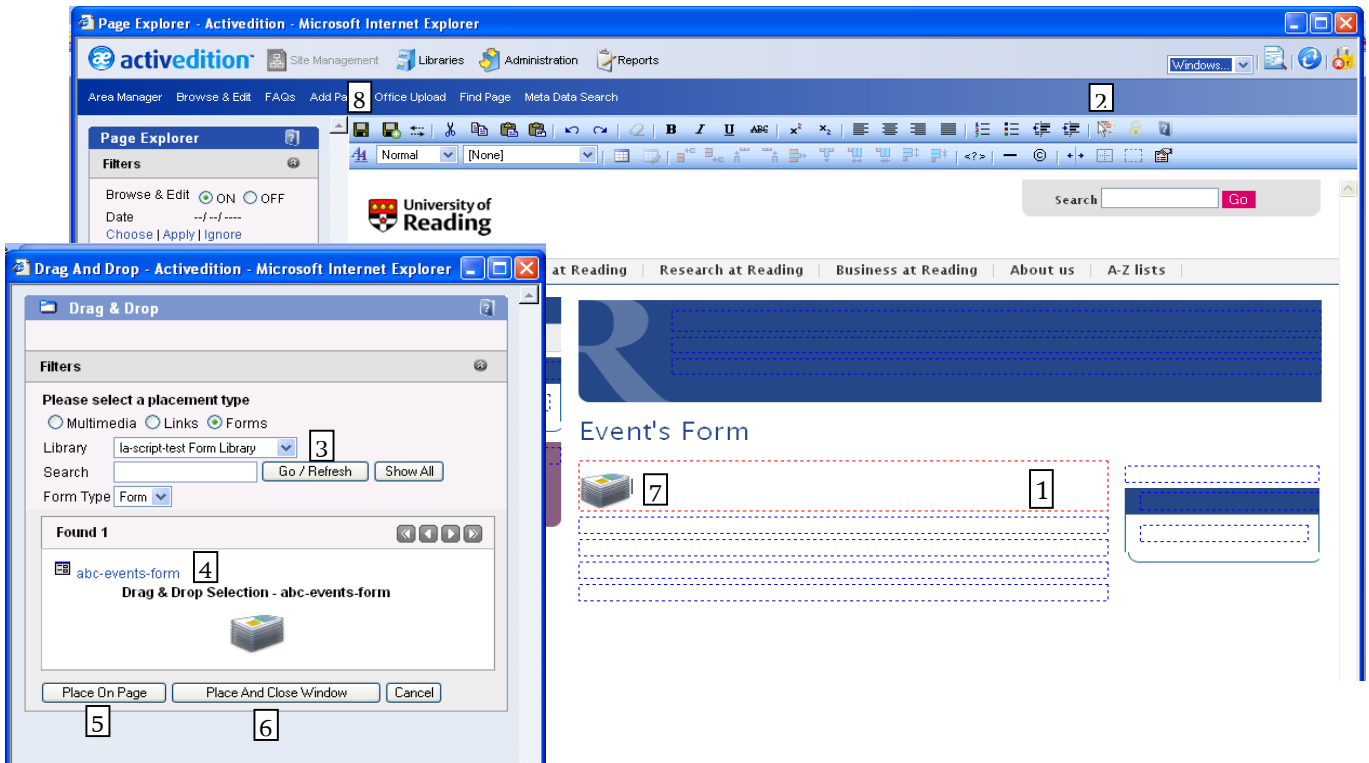 Page Explorer - Activedition - Microsoft Internet Explorer
activedition Site Management Libraries Administration Reports Windows...
Area Manager Browse & Edit FAQs Add Pa 8 Office Upload Find Page Meta Data Search 2
Page Explorer
Filters
Browse & Edit ON OFF
Date --/--/----
Choose | Apply | Ignore
B I U ABC x² x₂
Normal [None] <?> ©
University of
Reading
Search Go
at Reading Research at Reading Business at Reading About us A-Z lists
Event's Form
7 1
Drag And Drop - Activedition - Microsoft Internet Explorer
Drag & Drop
Filters
Please select a placement type
Multimedia Links Forms
Library la-script-test Form Library 3
Search Go / Refresh Show All
Form Type Form
Found 1
abc-events-form 4
Drag & Drop Selection - abc-events-form
Place On Page Place And Close Window Cancel
5 6